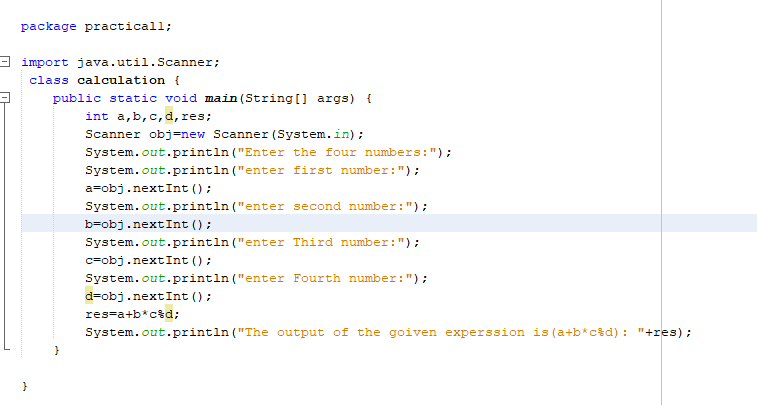 package practical1;
import java.util.Scanner;
class calculation {
public static void main(String[] args) {
int a,b,c,d,res;
Scanner obj=new Scanner(System.in);
System.out.println("Enter the four numbers:");
System.out.println("enter first number:");
a=obj.nextInt();
System.out.println("enter second number:");
b=obj.nextInt();
System.out.println("enter Third number:");
c=obj.nextInt();
System.out.println("enter Fourth number:");
d=obj.nextInt();
res=a+b*c%d;
System.out.println("The output of the goiven experssion is(a+b*c%d): "+res);
}
}